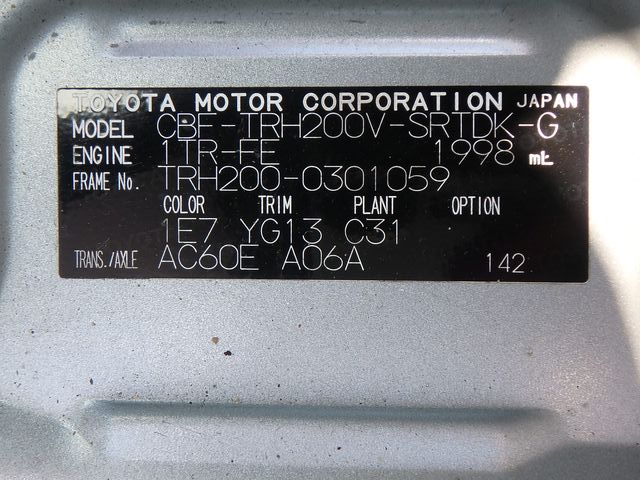 TOYOTA MOTOR CORPORATION JAPAN
MODEL CBF-TRH200V-SRTDK-G
ENGINE 1TR-FE 1998 mL
FRAME No. TRH200-0301059
COLOR TRIM PLANT OPTION
1E7 YG13 C31
TRANS./AXLE AC60E A06A 142